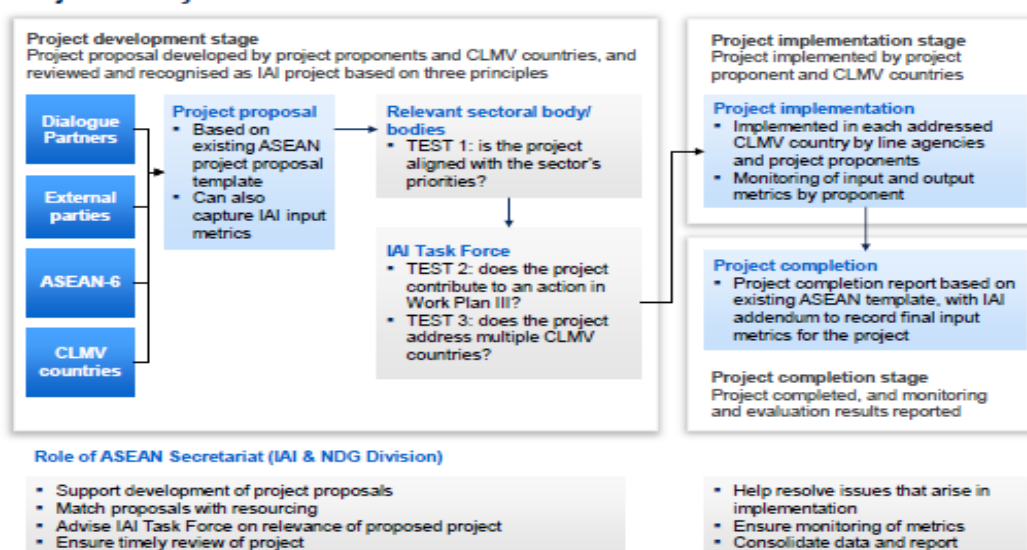 Project development stage
Project proposal developed by project proponents and CLMV countries, and
reviewed and recognised as IAI project based on three principles
Dialogue
Partners
External
parties
ASEAN-6
CLMV
countries
Project proposal
▪ Based on
existing ASEAN
project proposal
template
▪ Can also
capture IAI input
metrics
Relevant sectoral body/
bodies
▪ TEST 1: is the project
aligned with the sector's
priorities?
IAI Task Force
▪ TEST 2: does the project
contribute to an action in
Work Plan III?
▪ TEST 3: does the project
address multiple CLMV
countries?
Project implementation stage
Project implemented by project
proponent and CLMV countries
Project implementation
▪ Implemented in each addressed
CLMV country by line agencies
and project proponents
▪ Monitoring of input and output
metrics by proponent
Project completion
▪ Project completion report based on
existing ASEAN template, with IAI
addendum to record final input
metrics for the project
Project completion stage
Project completed, and monitoring
and evaluation results reported
Role of ASEAN Secretariat (IAI & NDG Division)
▪ Support development of project proposals
▪ Match proposals with resourcing
▪ Advise IAI Task Force on relevance of proposed project
▪ Ensure timely review of project
▪ Help resolve issues that arise in
implementation
▪ Ensure monitoring of metrics
▪ Consolidate data and report